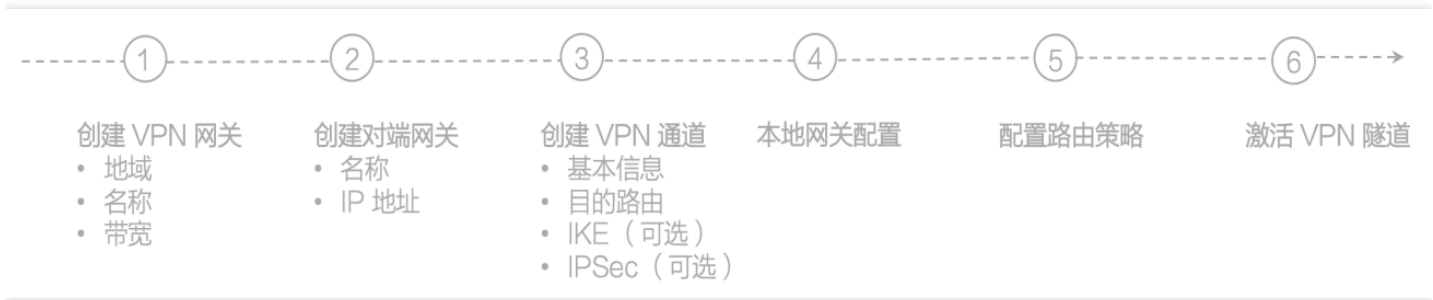 1
2
3
4
5
6
创建 VPN 网关
• 地域
• 名称
• 带宽
创建对端网关
• 名称
• IP 地址
创建 VPN 通道
• 基本信息
• 目的路由
• IKE（可选）
• IPSec（可选）
本地网关配置
配置路由策略
激活 VPN 隧道